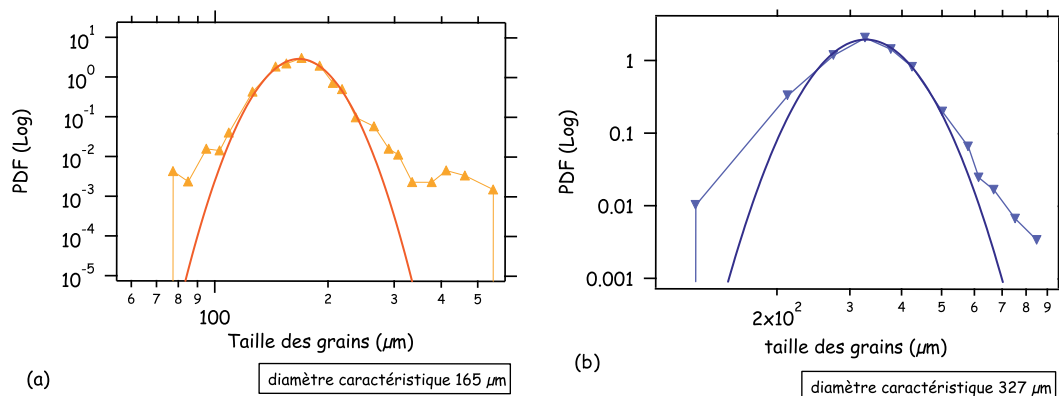 10^1
10^0
10^-1
10^-2
10^-3
10^-4
10^-5
PDF (Log)
6 7 8 9 100 2 3 4 5
Taille des grains (µm)
(a)
diamètre caractéristique 165 µm
1
0.1
0.01
0.001
PDF (Log)
2x10^2 3 4 5 6 7 8 9
taille des grains (µm)
(b)
diamètre caractéristique 327 µm